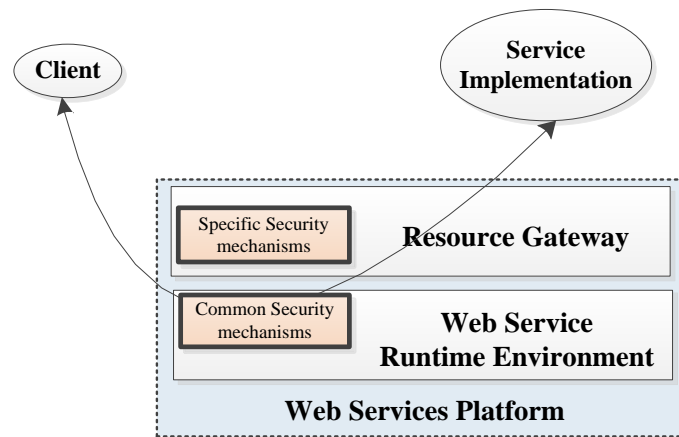 Client
Service
Implementation
Specific Security
mechanisms
Resource Gateway
Common Security
mechanisms
Web Service
Runtime Environment
Web Services Platform